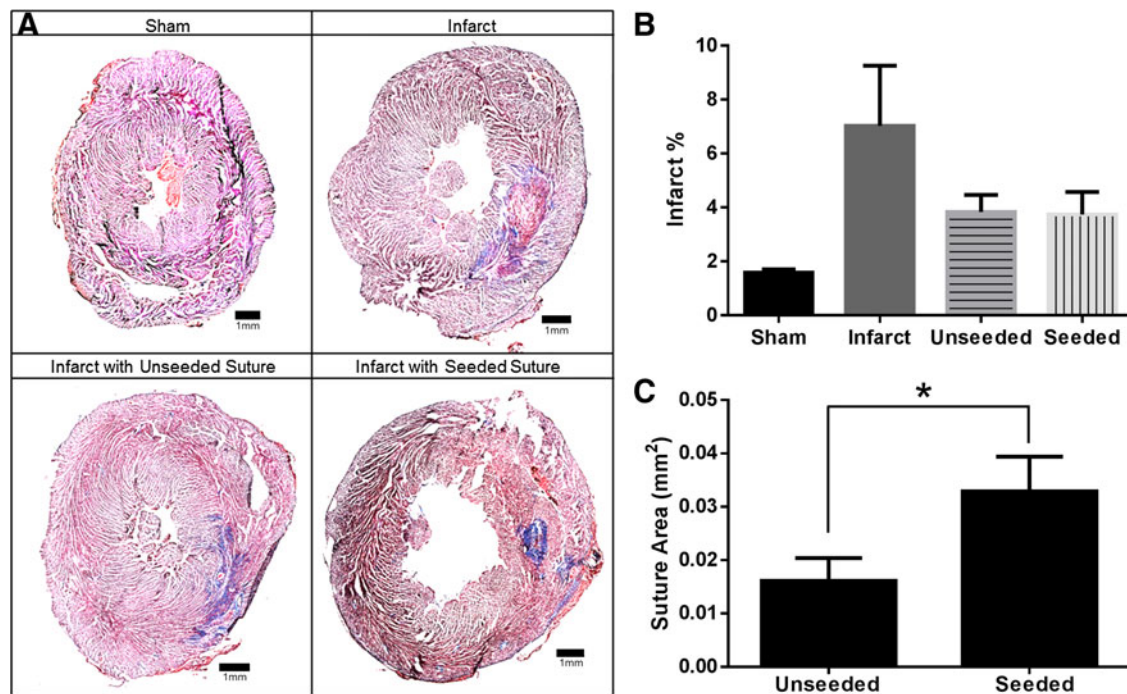 A
Sham
Infarct
1mm
1mm
Infarct with Unseeded Suture
Infarct with Seeded Suture
1mm
1mm
B
Infarct %
10
8
6
4
2
0
Sham Infarct Unseeded Seeded
C
*
Suture Area (mm²)
0.05
0.04
0.03
0.02
0.01
0.00
Unseeded Seeded